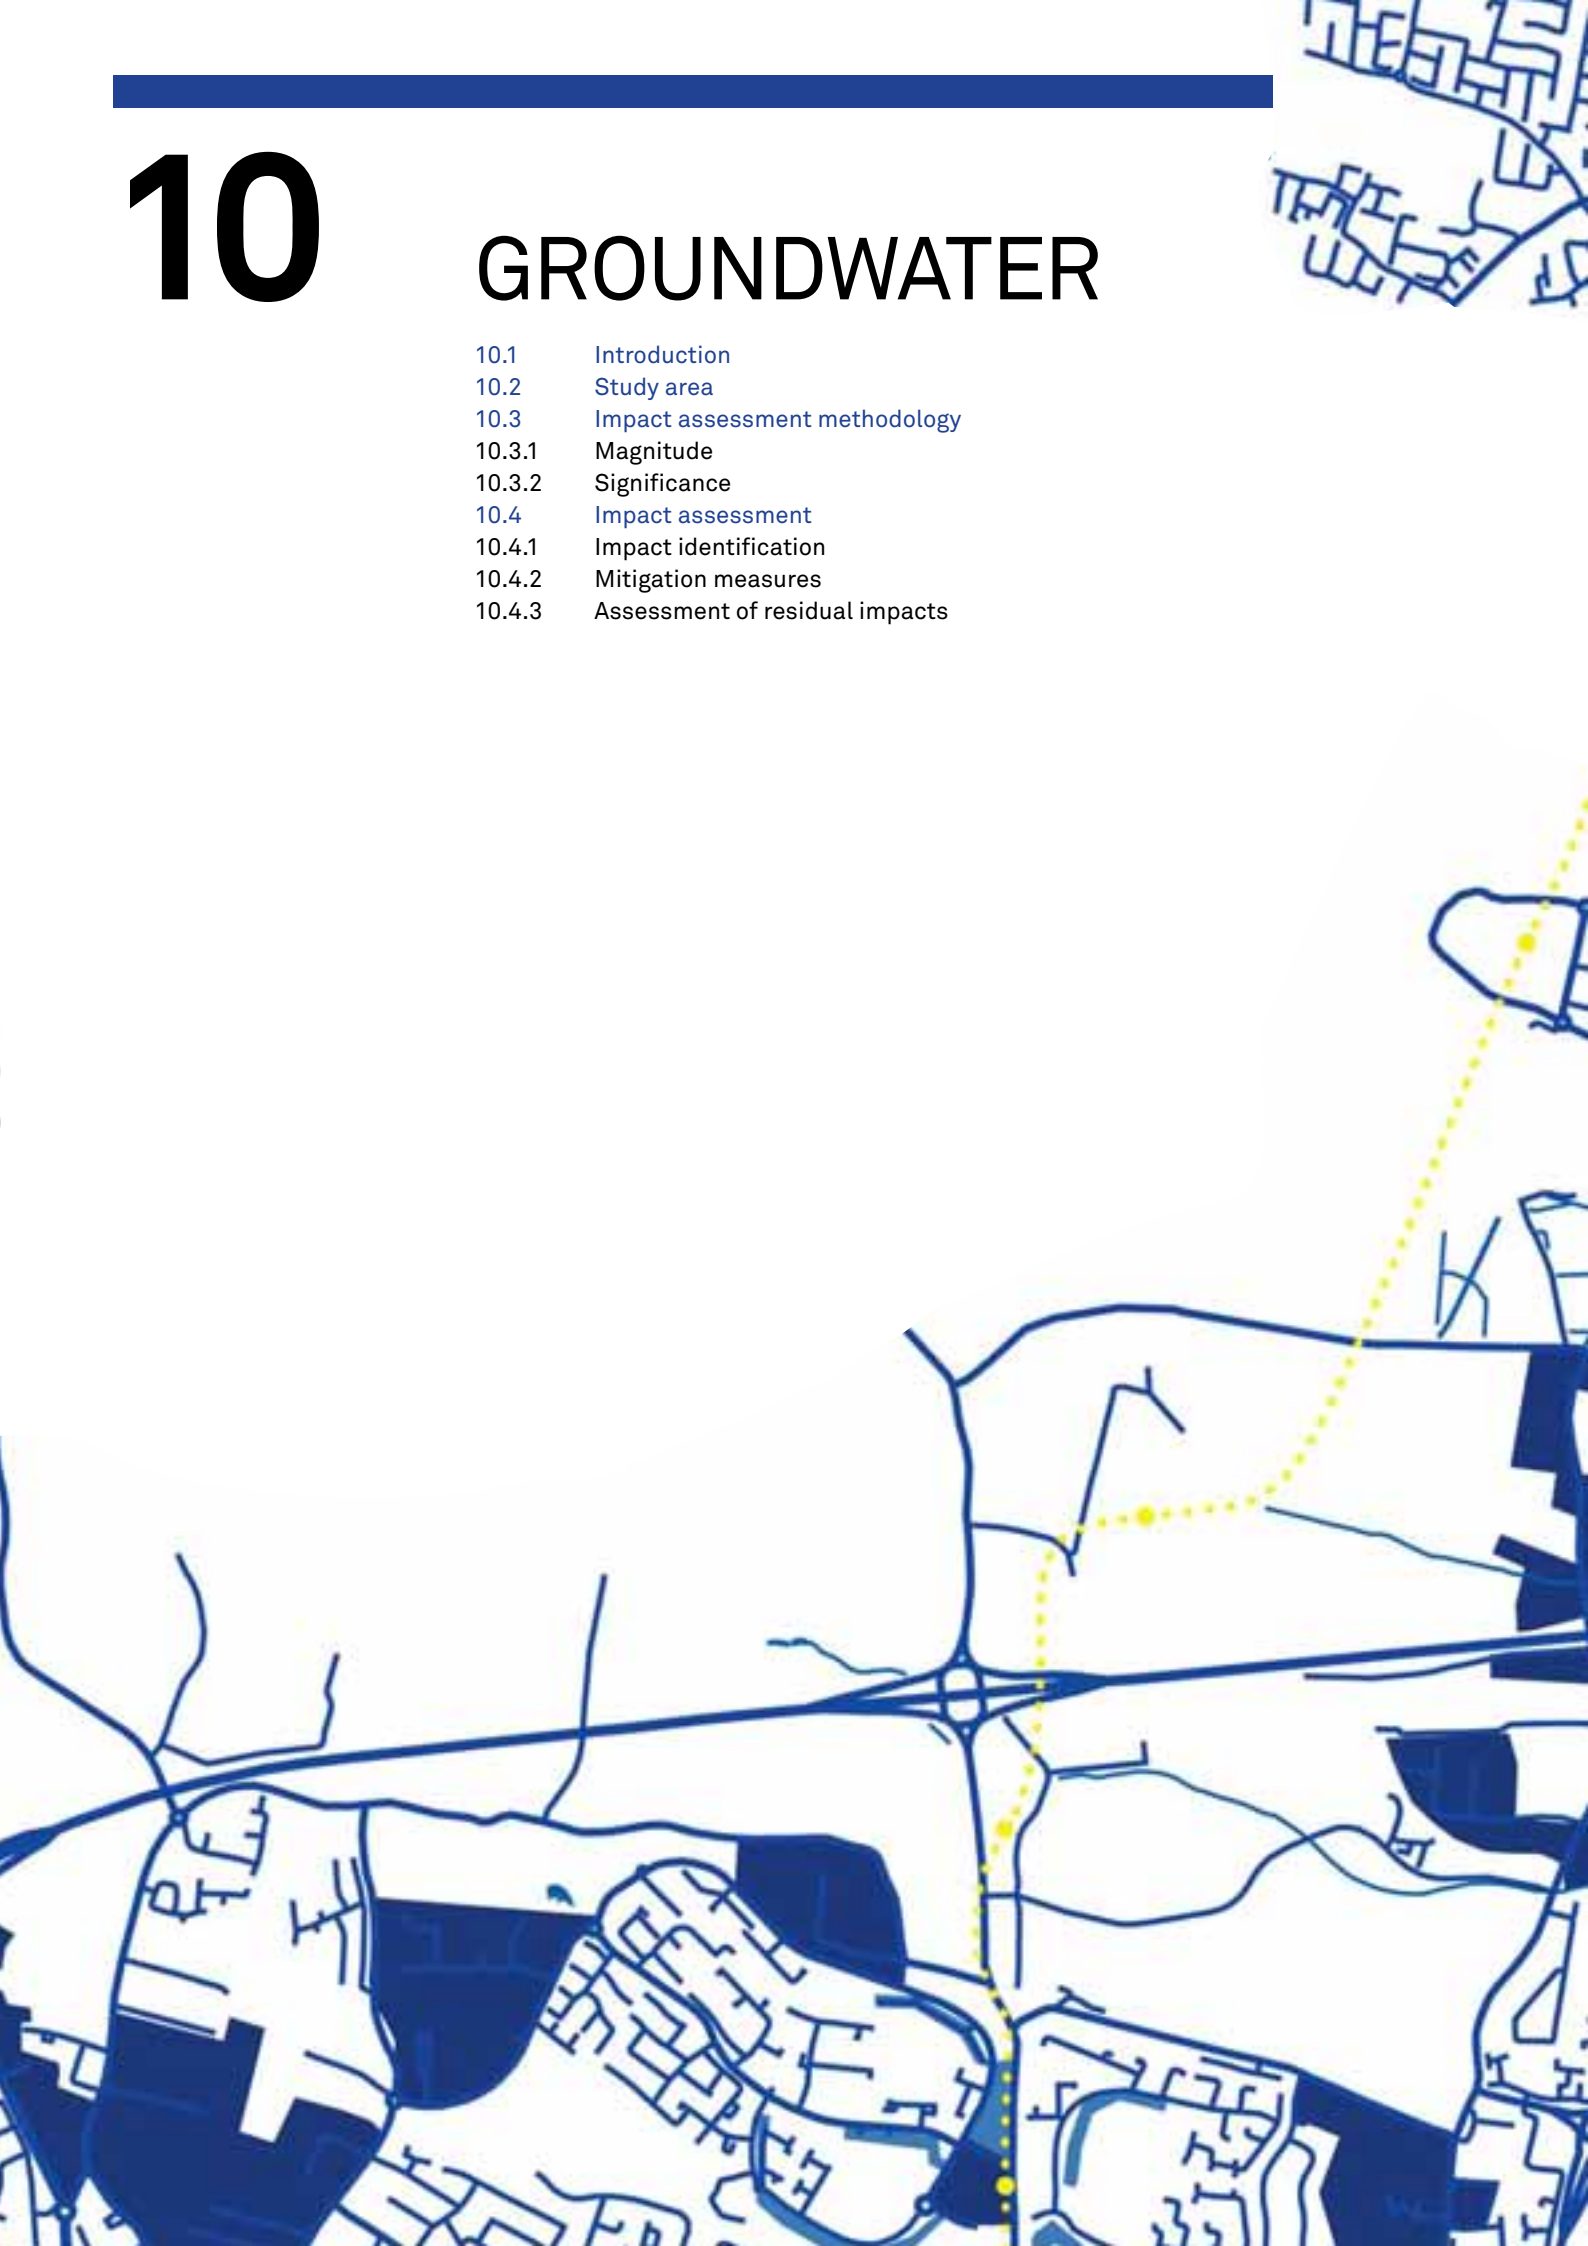 10 GROUNDWATER
10.1 Introduction
10.2 Study area
10.3 Impact assessment methodology
10.3.1 Magnitude
10.3.2 Significance
10.4 Impact assessment
10.4.1 Impact identification
10.4.2 Mitigation measures
10.4.3 Assessment of residual impacts